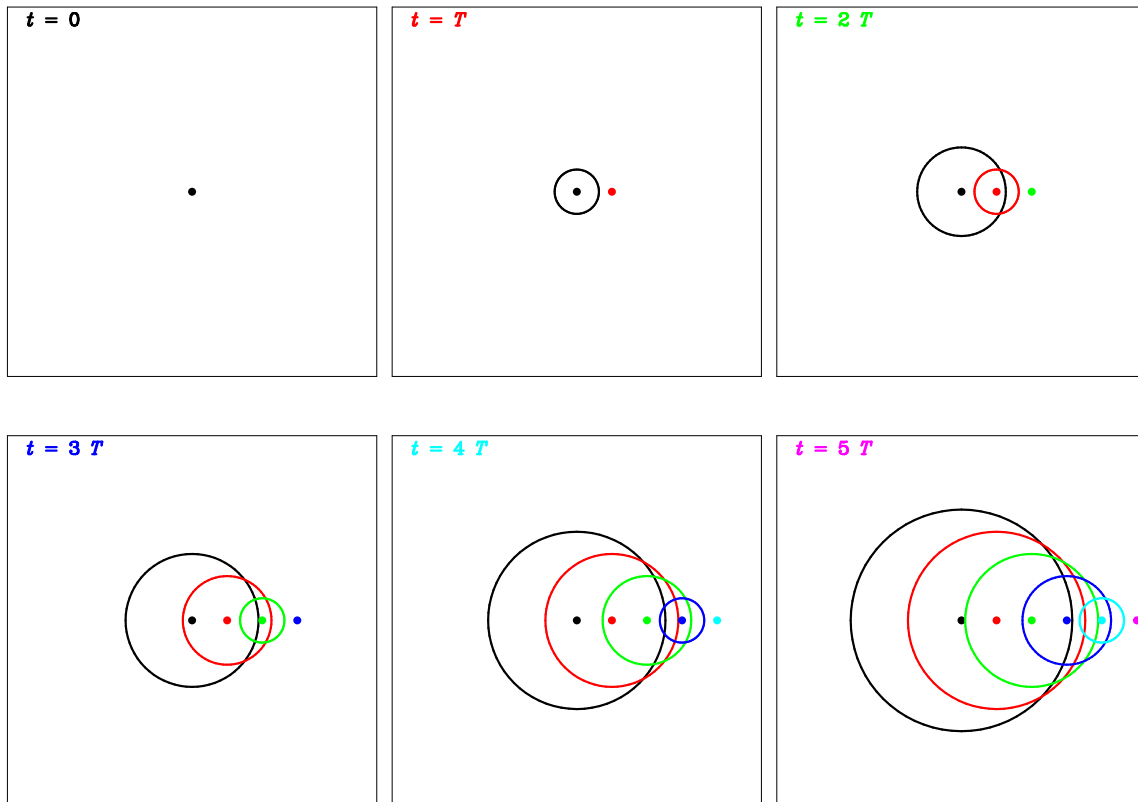 t = 0
t = T
t = 2 T
t = 3 T
t = 4 T
t = 5 T